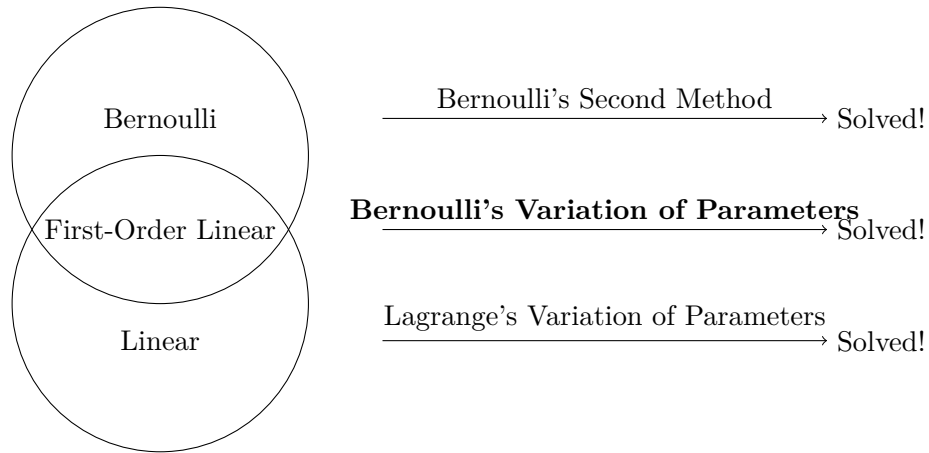 Bernoulli
Bernoulli's Second Method
Solved!
First-Order Linear
Bernoulli's Variation of Parameters
Solved!
Linear
Lagrange's Variation of Parameters
Solved!